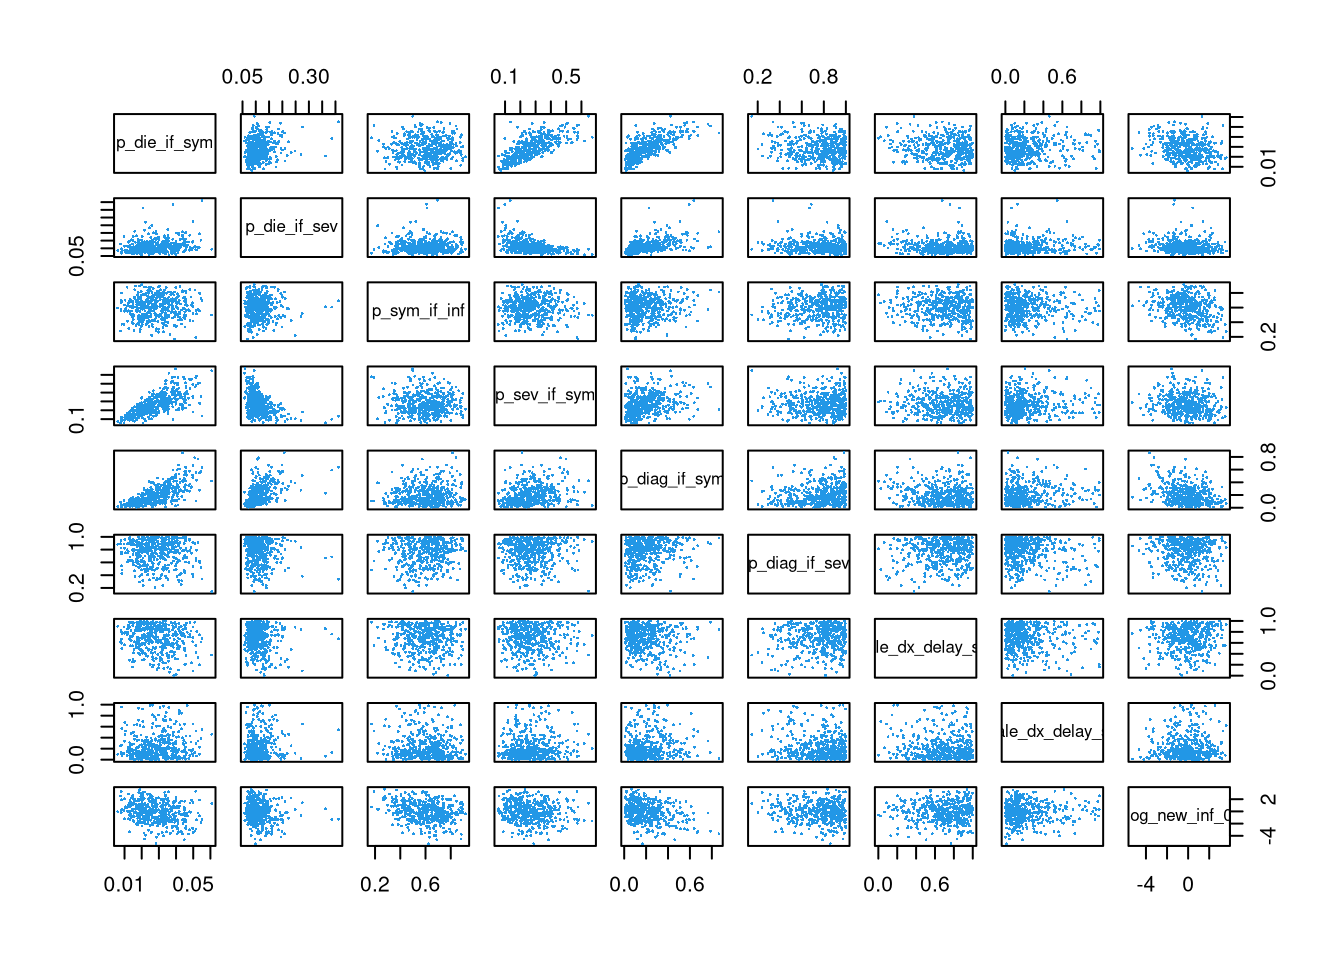 0.05 0.30 0.1 0.5 0.2 0.8 0.0 0.6
p_die_if_sym 0.01
0.05 p_die_if_sev
p_sym_if_inf 0.2
0.1 p_sev_if_sym
p_diag_if_sym 0.0 0.8
0.2 1.0 p_diag_if_sev
le_dx_delay_s 0.0 1.0
0.0 1.0 ale_dx_delay_
og_new_inf_0 -4 2
0.01 0.05 0.2 0.6 0.0 0.6 0.0 0.6 -4 0